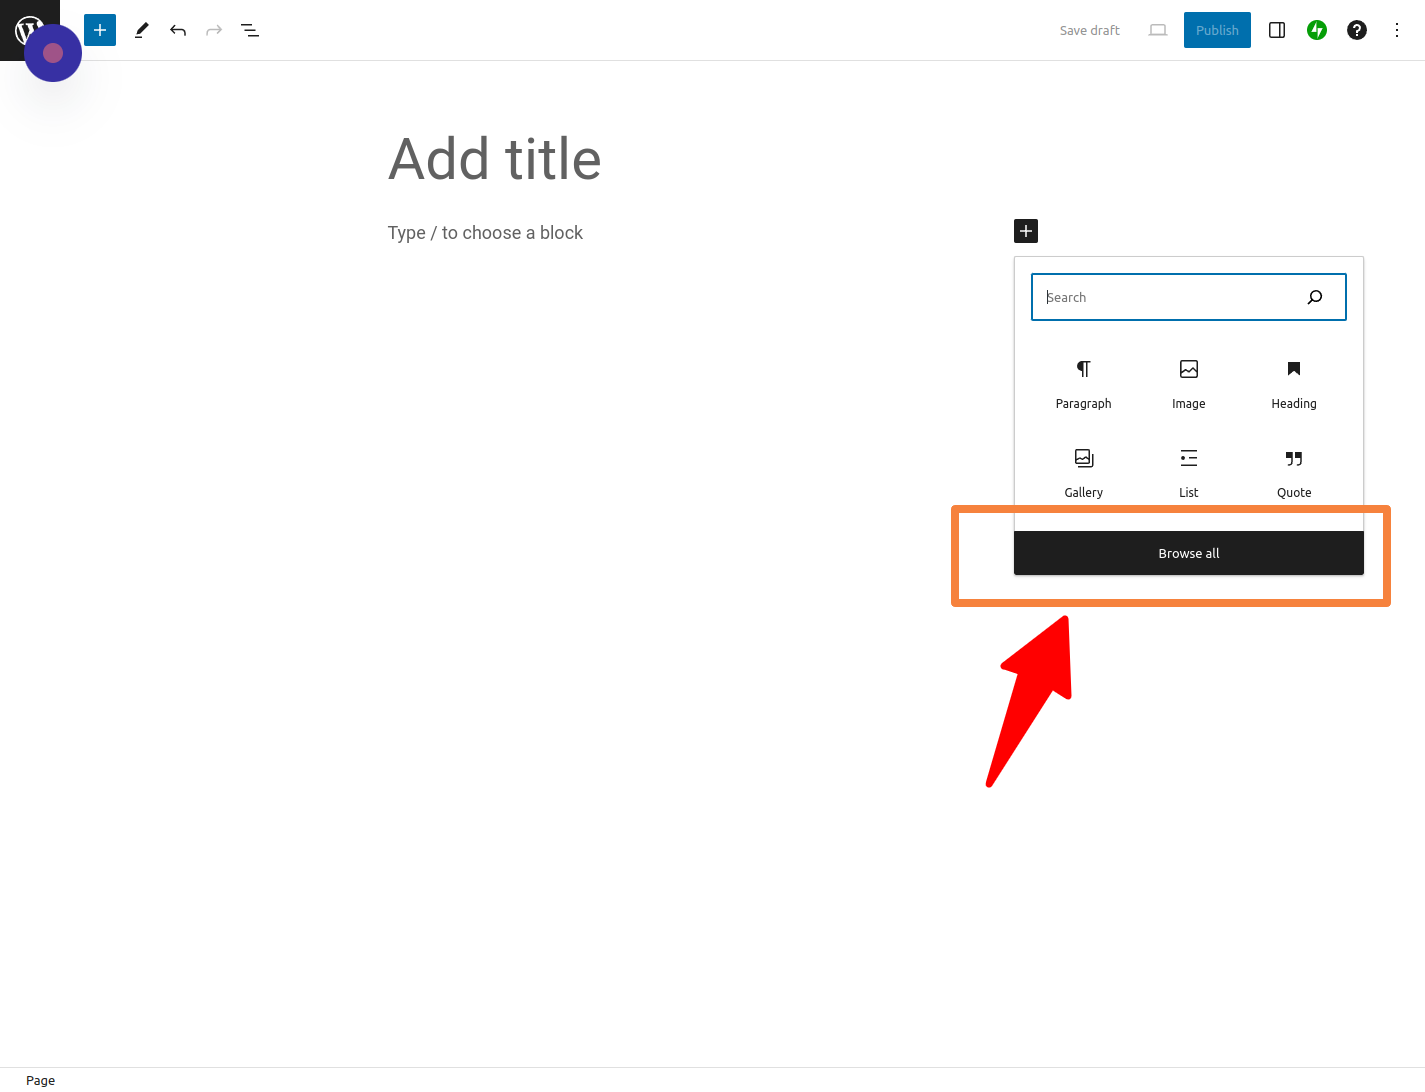 Save draft
Publish
Add title
Type / to choose a block
Search
Paragraph
Image
Heading
Gallery
List
Quote
Browse all
Page